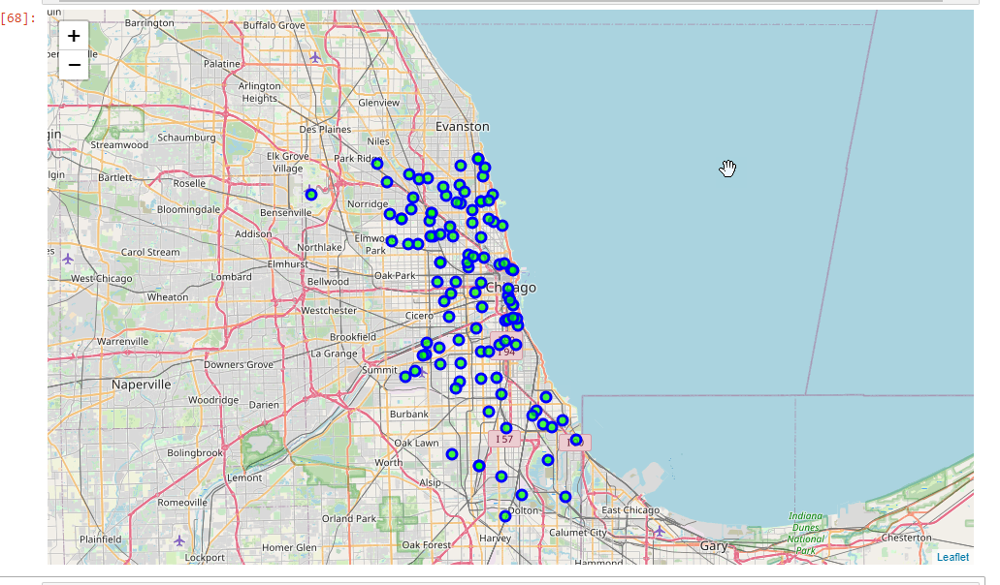 [68]:
+
−
Barrington
Buffalo Grove
Palatine
Arlington
Heights
Glenview
Evanston
Des Plaines
Schaumburg
Niles
Streamwood
Elk Grove
Village
Park Ridge
Bartlett
Roselle
Norridge
Bensenville
Bloomingdale
Addison
Elmwood
Park
Northlake
Carol Stream
Elmhurst
Oak Park
West Chicago
Lombard
Bellwood
Chicago
Wheaton
Westchester
Cicero
Brookfield
Warrenville
La Grange
I 94
Downers Grove
Summit
Naperville
Woodridge
Darien
Burbank
I 57
Oak Lawn
Bolingbrook
Worth
Lemont
Alsip
Romeoville
East Chicago
Orland Park
Dolton
Indiana
Dunes
National
Park
Calumet City
Harvey
Chesterton
Plainfield
Homer Glen
Oak Forest
Gary
Lockport
Hammond
Leaflet